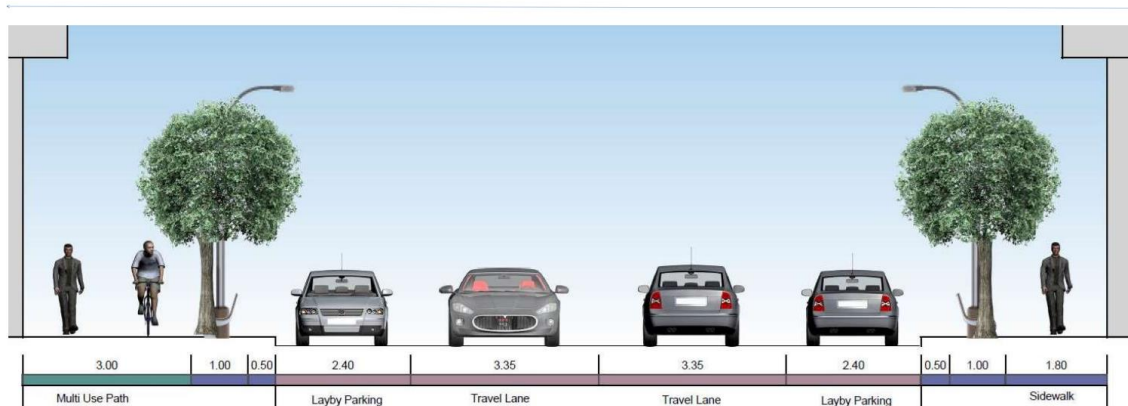 3.00 1.00 0.50 2.40 3.35 3.35 2.40 0.50 1.00 1.80
Multi Use Path Layby Parking Travel Lane Travel Lane Layby Parking Sidewalk